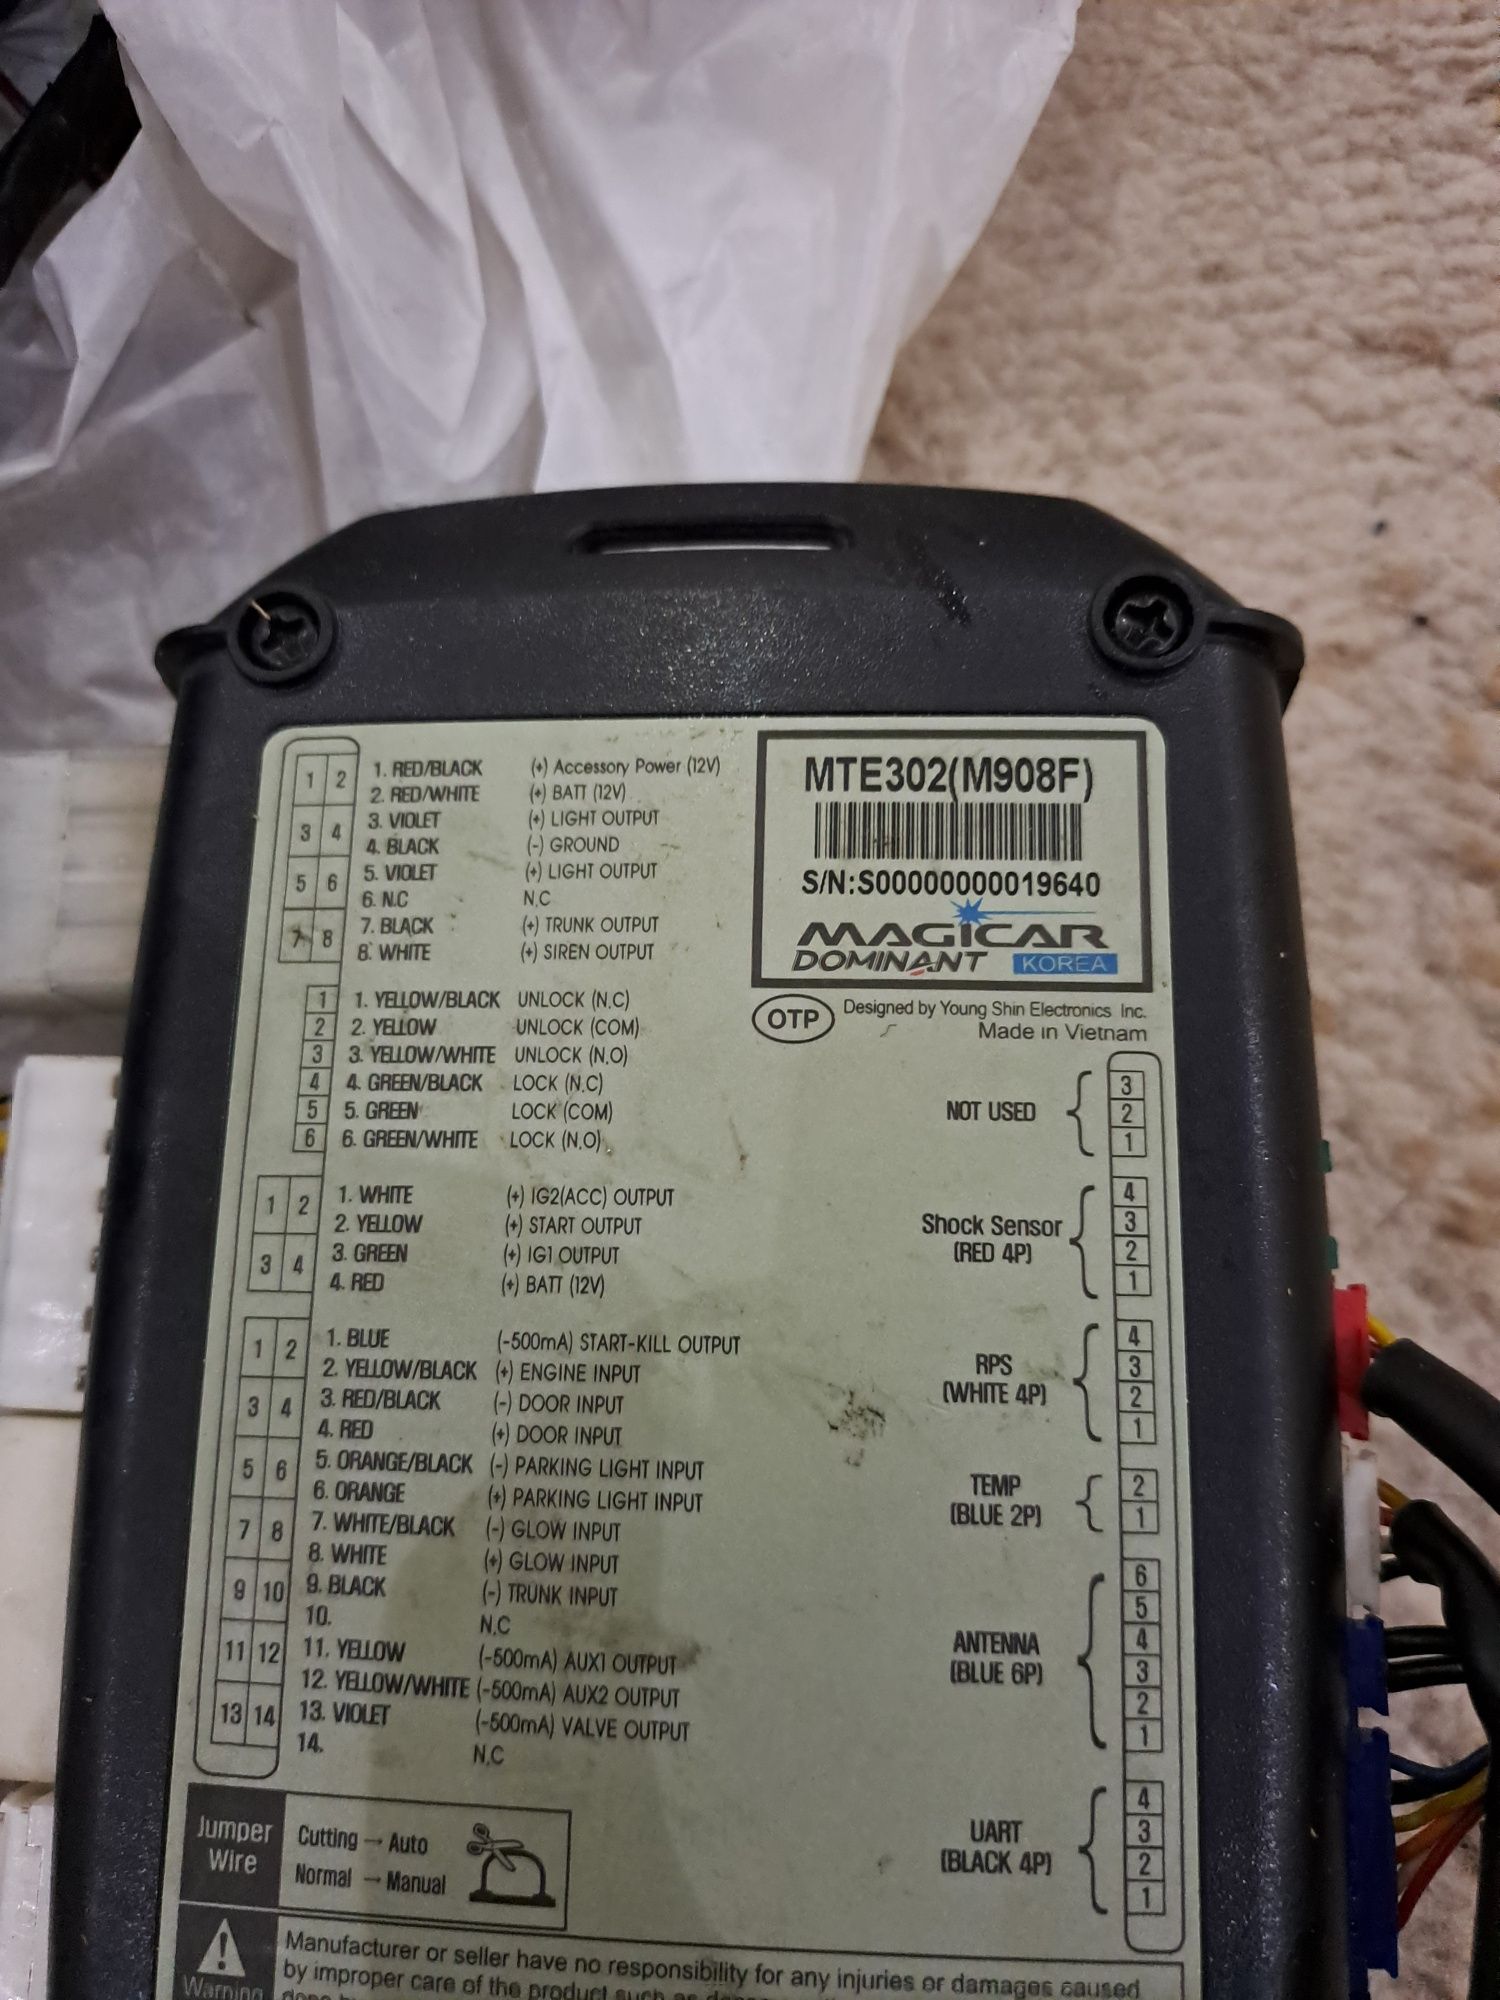 1 2
3 4
5 6
7 8
1. RED/BLACK (+) Accessory Power (12V)
2. RED/WHITE (+) BATT (12V)
3. VIOLET (+) LIGHT OUTPUT
4. BLACK (-) GROUND
5. VIOLET (+) LIGHT OUTPUT
6. N.C N.C
7. BLACK (+) TRUNK OUTPUT
8. WHITE (+) SIREN OUTPUT
1 1. YELLOW/BLACK UNLOCK (N.C)
2 2. YELLOW UNLOCK (COM)
3 3. YELLOW/WHITE UNLOCK (N.O)
4 4. GREEN/BLACK LOCK (N.C)
5 5. GREEN LOCK (COM)
6 6. GREEN/WHITE LOCK (N.O)
1 2
3 4
1. WHITE (+) IG2(ACC) OUTPUT
2. YELLOW (+) START OUTPUT
3. GREEN (+) IG1 OUTPUT
4. RED (+) BATT (12V)
1 2
3 4
5 6
7 8
9 10
11 12
13 14
1. BLUE (-500mA) START-KILL OUTPUT
2. YELLOW/BLACK (+) ENGINE INPUT
3. RED/BLACK (-) DOOR INPUT
4. RED (+) DOOR INPUT
5. ORANGE/BLACK (-) PARKING LIGHT INPUT
6. ORANGE (+) PARKING LIGHT INPUT
7. WHITE/BLACK (-) GLOW INPUT
8. WHITE (+) GLOW INPUT
9. BLACK (-) TRUNK INPUT
10. N.C
11. YELLOW (-500mA) AUX1 OUTPUT
12. YELLOW/WHITE (-500mA) AUX2 OUTPUT
13. VIOLET (-500mA) VALVE OUTPUT
14. N.C
MTE302(M908F)
S/N:S00000000019640
MAGICAR
DOMINANT KOREA
OTP Designed by Young Shin Electronics Inc.
Made in Vietnam
NOT USED
3
2
1
Shock Sensor
(RED 4P)
4
3
2
1
RPS
(WHITE 4P)
4
3
2
1
TEMP
(BLUE 2P)
2
1
ANTENNA
(BLUE 6P)
6
5
4
3
2
1
UART
(BLACK 4P)
4
3
2
1
Jumper
Wire
Cutting → Auto
Normal → Manual
Warning
Manufacturer or seller have no responsibility for any injuries or damages caused
by improper care of the product such as